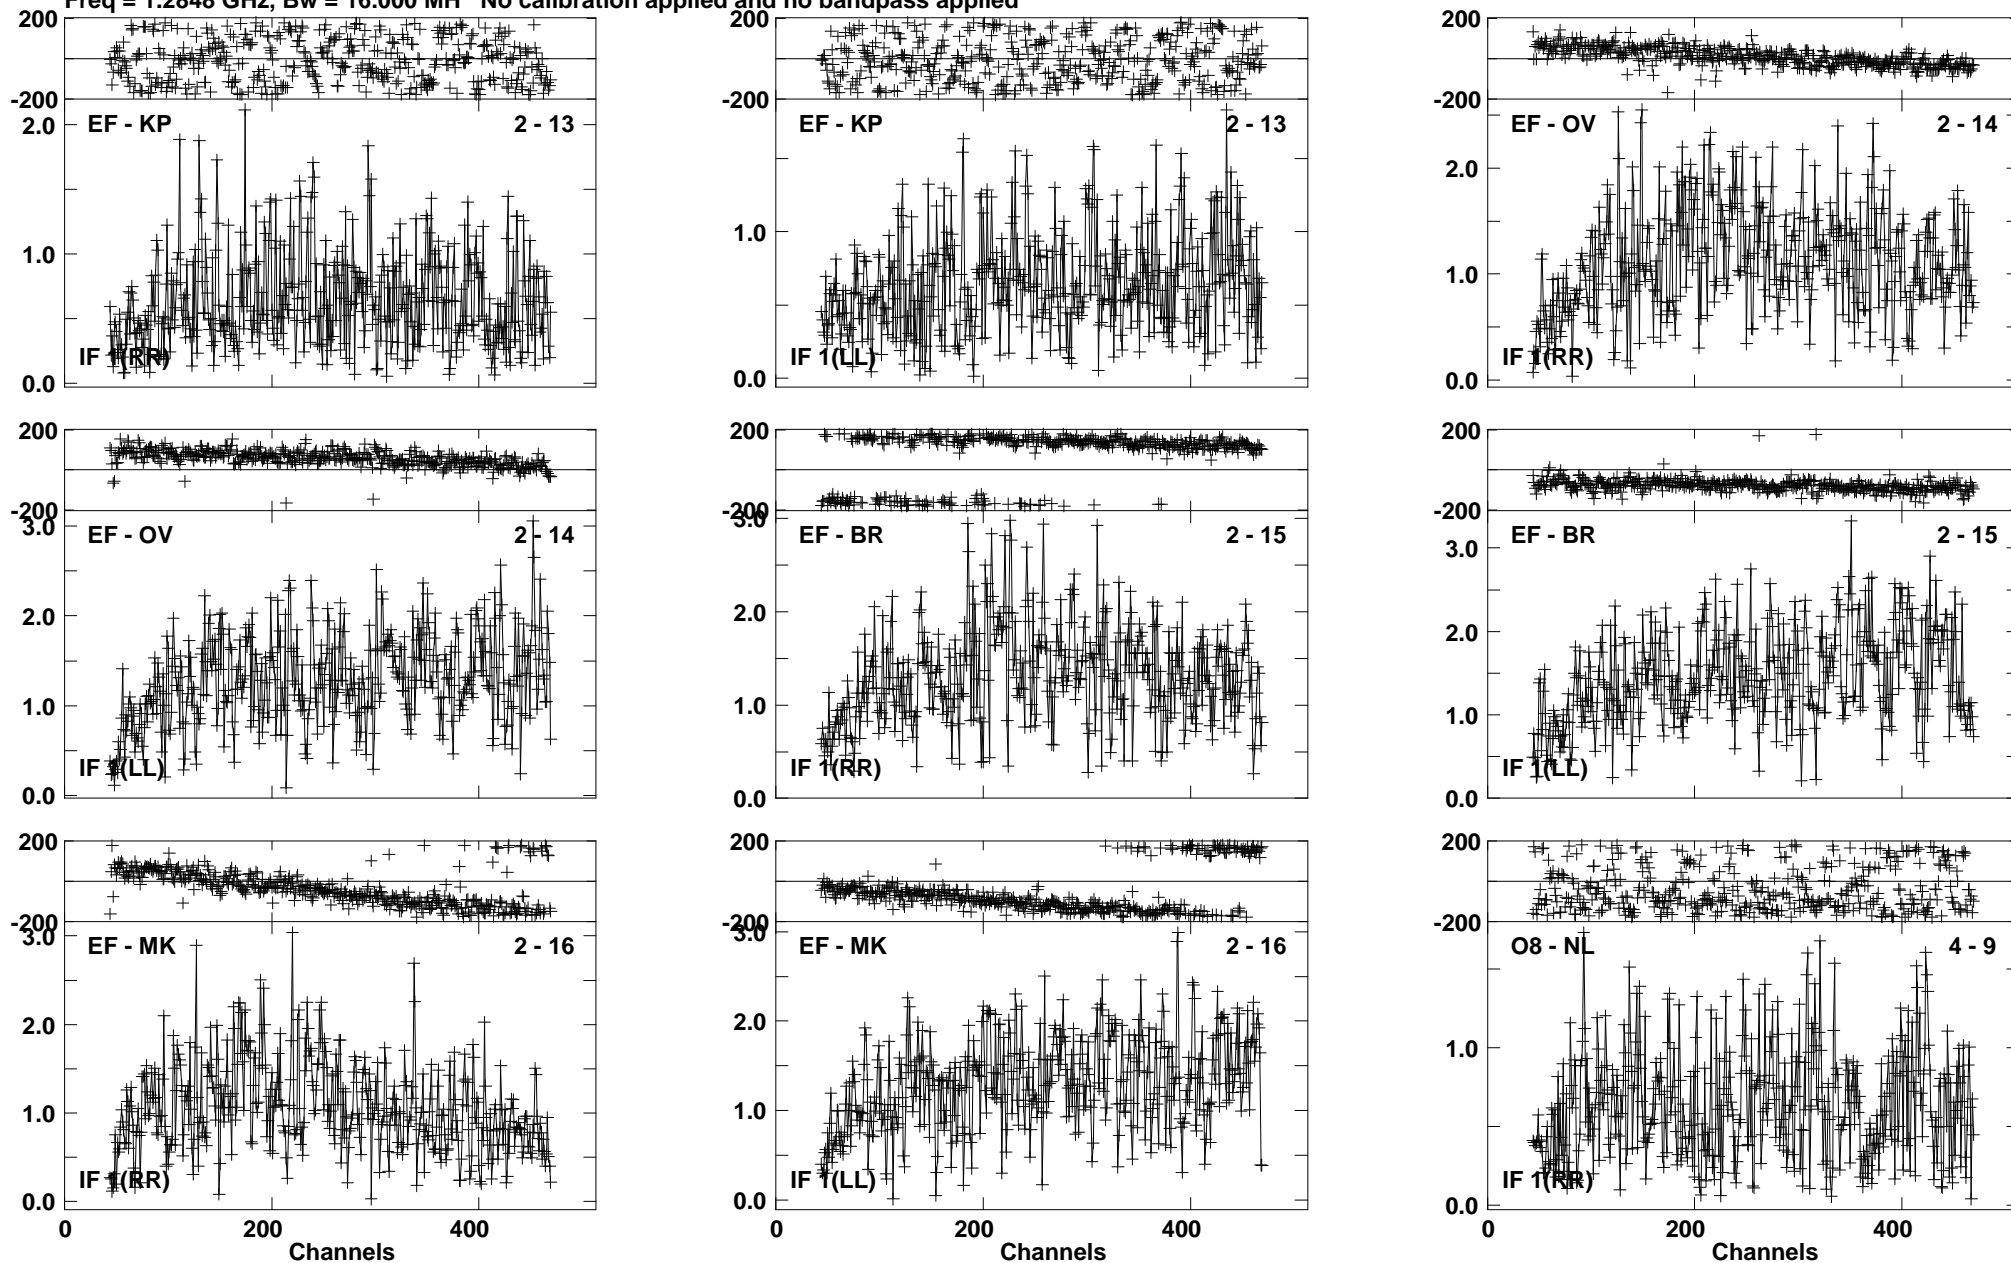 Freq = 1.2848 GHz, Bw = 16.000 MH No calibration applied and no bandpass applied
200
-200
EF - KP 2 - 13
2.0
1.0
0.0
IF 1(RR)
200
-200
EF - KP 2 - 13
1.0
0.0
IF 1(LL)
200
-200
EF - OV 2 - 14
2.0
1.0
0.0
IF 1(RR)
200
-200
EF - OV 2 - 14
3.0
2.0
1.0
0.0
IF 1(LL)
200
-200
EF - BR 2 - 15
3.0
2.0
1.0
0.0
IF 1(RR)
200
-200
EF - BR 2 - 15
3.0
2.0
1.0
0.0
IF 1(LL)
200
-200
EF - MK 2 - 16
3.0
2.0
1.0
0.0
IF 1(RR)
0 200 400
Channels
200
-200
EF - MK 2 - 16
3.0
2.0
1.0
0.0
IF 1(LL)
0 200 400
Channels
200
-200
O8 - NL 4 - 9
1.0
0.0
IF 1(RR)
0 200 400
Channels